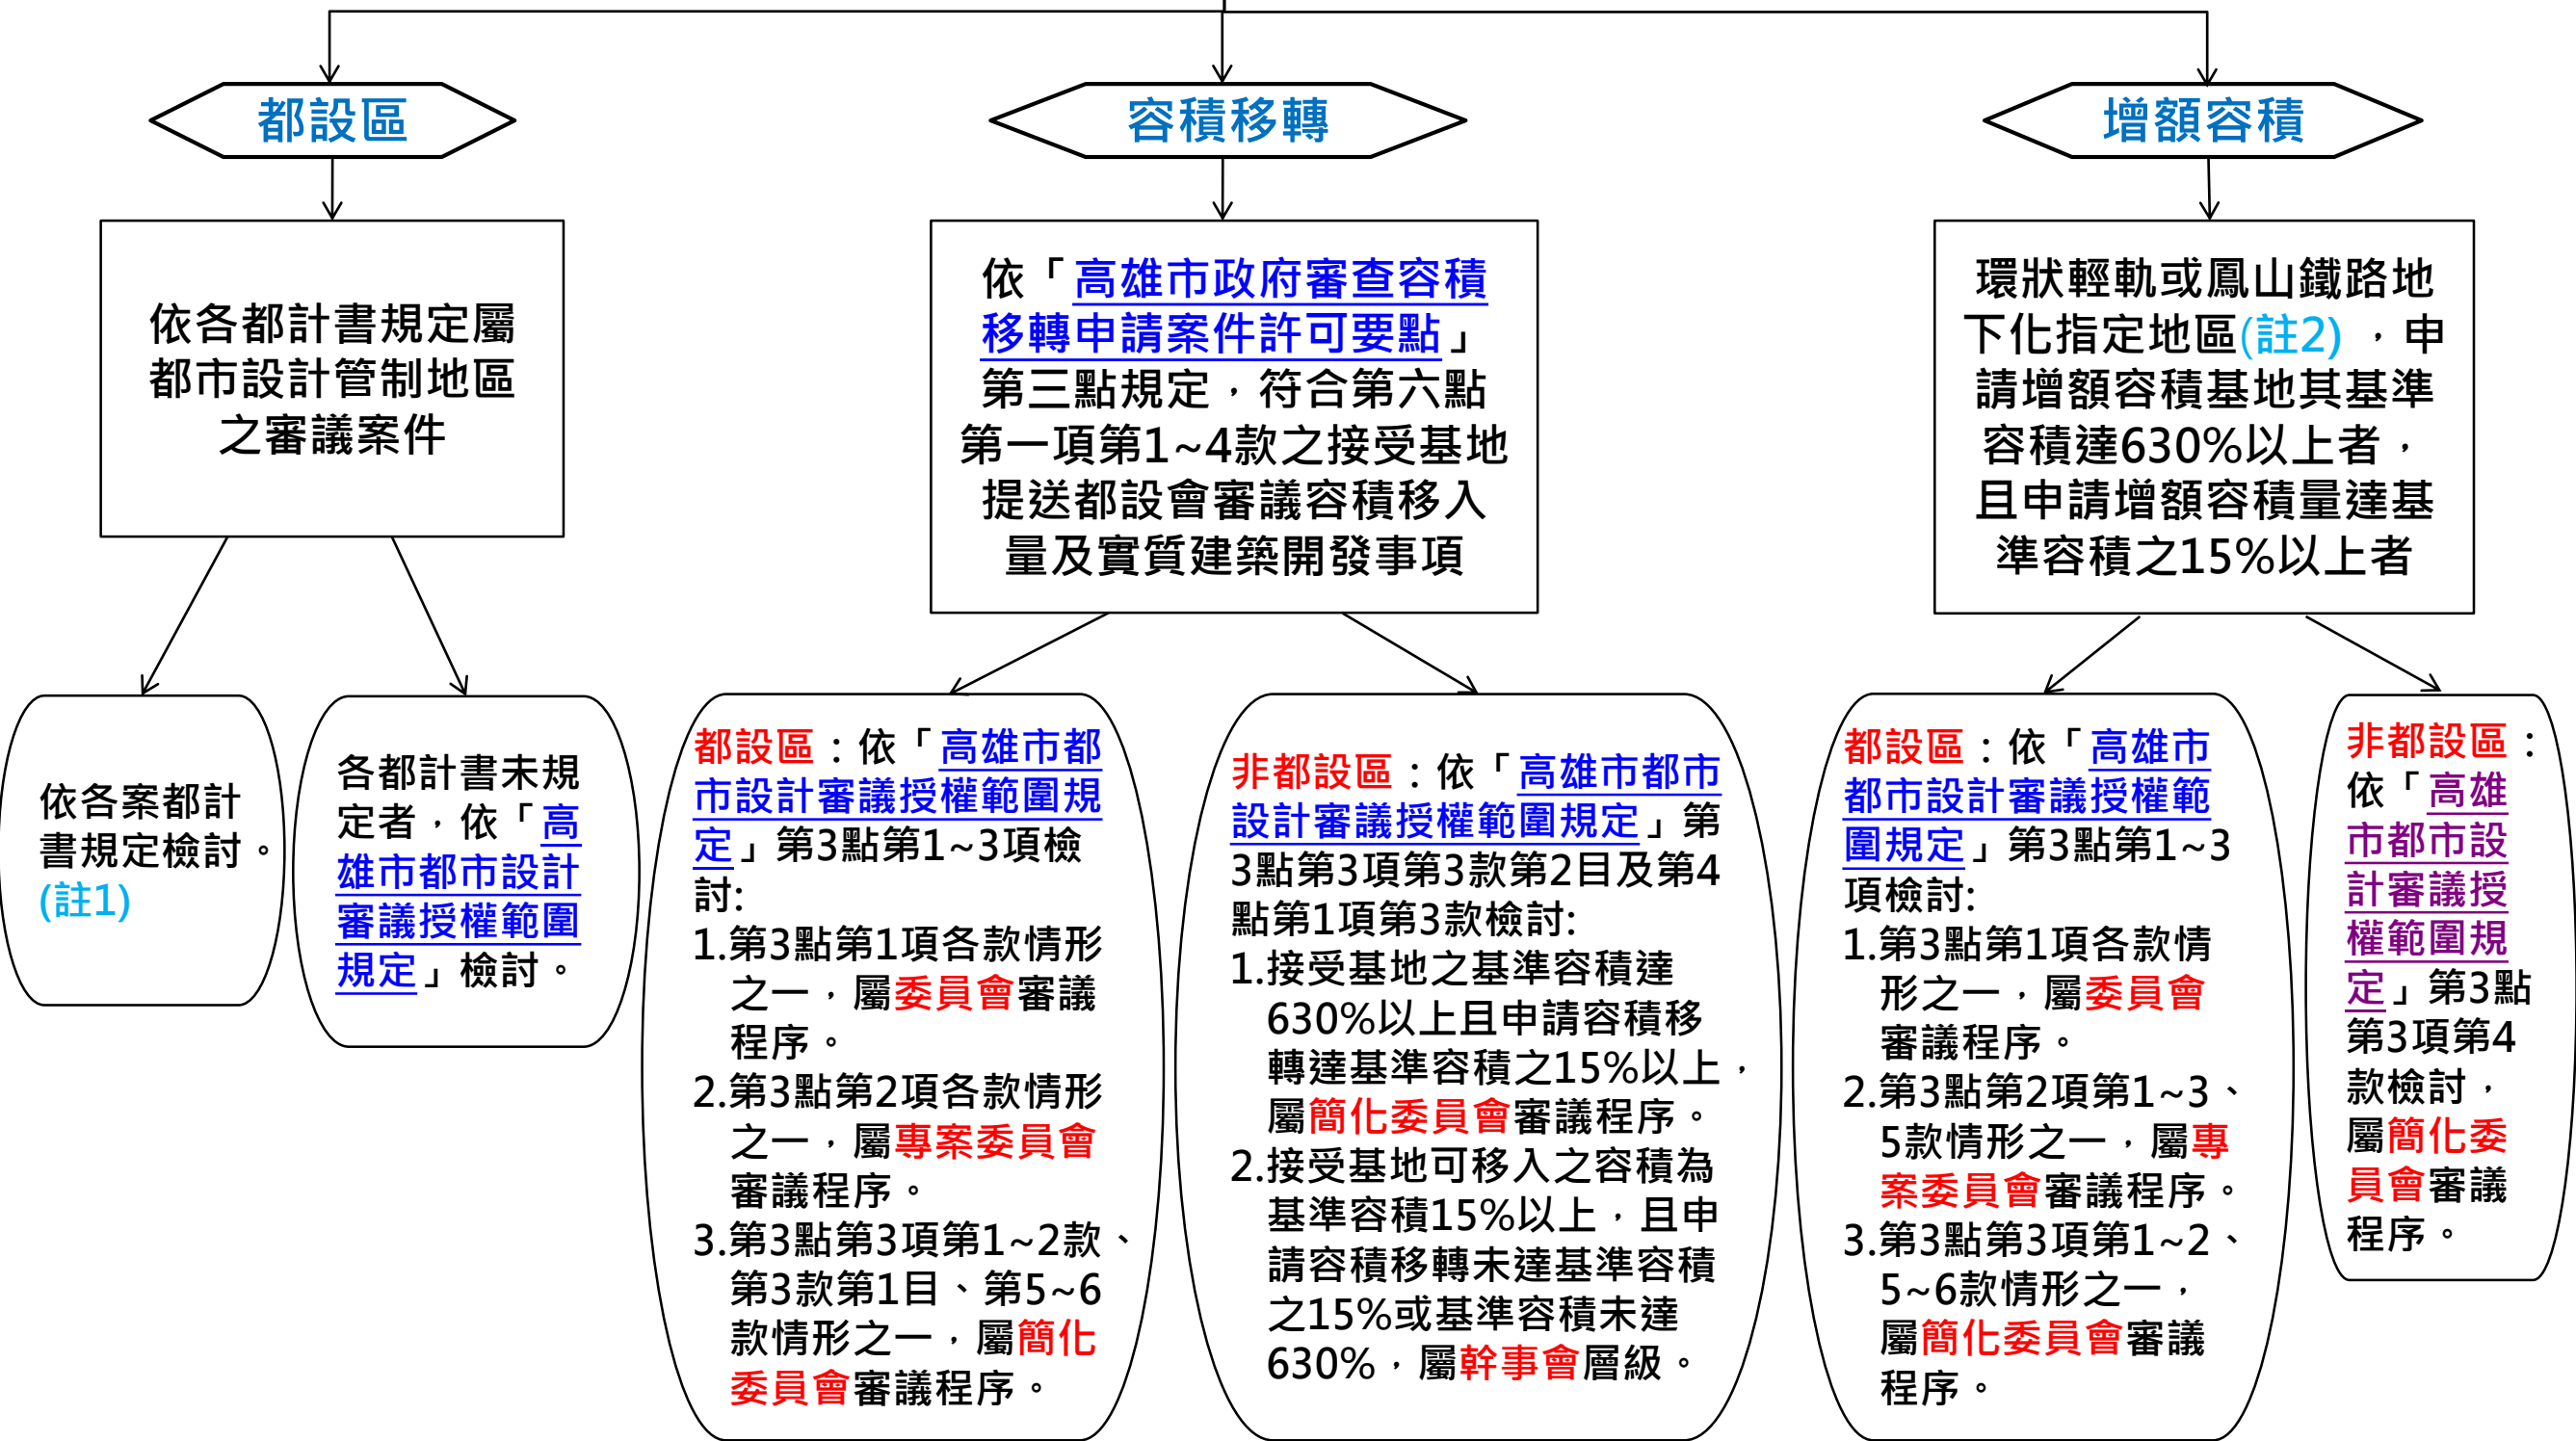 都設區
容積移轉
增額容積
依各都計書規定屬
都市設計管制地區
之審議案件
依「高雄市政府審查容積
移轉申請案件許可要點」
第三點規定，符合第六點
第一項第1~4款之接受基地
提送都設會審議容積移入
量及實質建築開發事項
環狀輕軌或鳳山鐵路地
下化指定地區(註2)，申
請增額容積基地其基準
容積達630%以上者，
且申請增額容積量達基
準容積之15%以上者
依各案都計
書規定檢討。
(註1)
各都計書未規
定者，依「高
雄市都市設計
審議授權範圍
規定」檢討。
都設區：依「高雄市都
市設計審議授權範圍規
定」第3點第1~3項檢
討:
1.第3點第1項各款情形
之一，屬委員會審議
程序。
2.第3點第2項各款情形
之一，屬專案委員會
審議程序。
3.第3點第3項第1~2款、
第3款第1目、第5~6
款情形之一，屬簡化
委員會審議程序。
非都設區：依「高雄市都市
設計審議授權範圍規定」第
3點第3項第3款第2目及第4
點第1項第3款檢討:
1.接受基地之基準容積達
630%以上且申請容積移
轉達基準容積之15%以上，
屬簡化委員會審議程序。
2.接受基地可移入之容積為
基準容積15%以上，且申
請容積移轉未達基準容積
之15%或基準容積未達
630%，屬幹事會層級。
都設區：依「高雄市
都市設計審議授權範
圍規定」第3點第1~3
項檢討:
1.第3點第1項各款情
形之一，屬委員會
審議程序。
2.第3點第2項第1~3、
5款情形之一，屬專
案委員會審議程序。
3.第3點第3項第1~2、
5~6款情形之一，
屬簡化委員會審議
程序。
非都設區：
依「高雄
市都市設
計審議授
權範圍規
定」第3點
第3項第4
款檢討，
屬簡化委
員會審議
程序。